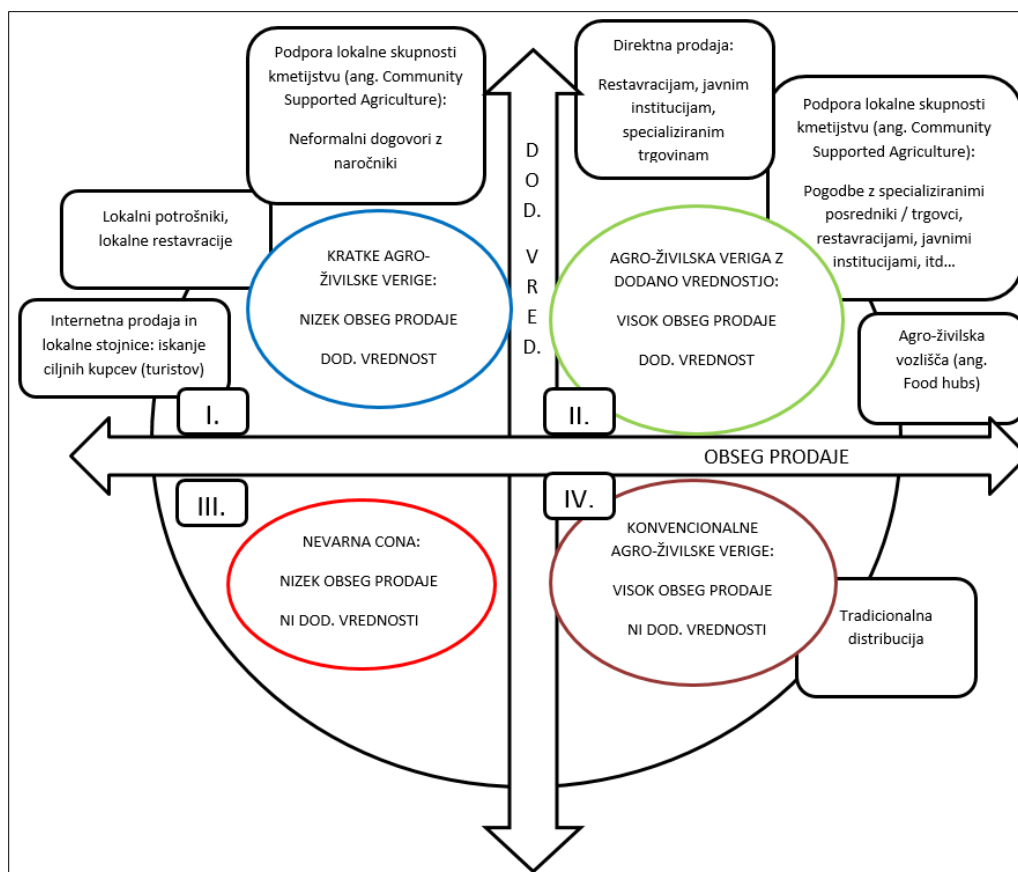 Podpora lokalne skupnosti
kmetijstvu (ang. Community
Supported Agriculture):
Neformalni dogovori z
naročniki
Direktna prodaja:
Restavracijam, javnim
institucijam,
specializiranim
trgovinam
Podpora lokalne skupnosti
kmetijstvu (ang. Community
Supported Agriculture):
Pogodbe z specializiranimi
posredniki / trgovci,
restavracijami, javnimi
institucijami, itd...
Lokalni potrošniki,
lokalne restavracije
Internetna prodaja in
lokalne stojnice: iskanje
ciljnih kupcev (turistov)
KRATKE AGRO-
ŽIVILSKE VERIGE:
NIZEK OBSEG PRODAJE
DOD. VREDNOST
D
O
D.
V
R
E
D.
AGRO-ŽIVILSKA VERIGA Z
DODANO VREDNOSTJO:
VISOK OBSEG PRODAJE
DOD. VREDNOST
Agro-živilska
vozlišča (ang.
Food hubs)
I.
II.
OBSEG PRODAJE
III.
IV.
NEVARNA CONA:
NIZEK OBSEG PRODAJE
NI DOD. VREDNOSTI
KONVENCIONALNE
AGRO-ŽIVILSKE VERIGE:
VISOK OBSEG PRODAJE
NI DOD. VREDNOSTI
Tradicionalna
distribucija